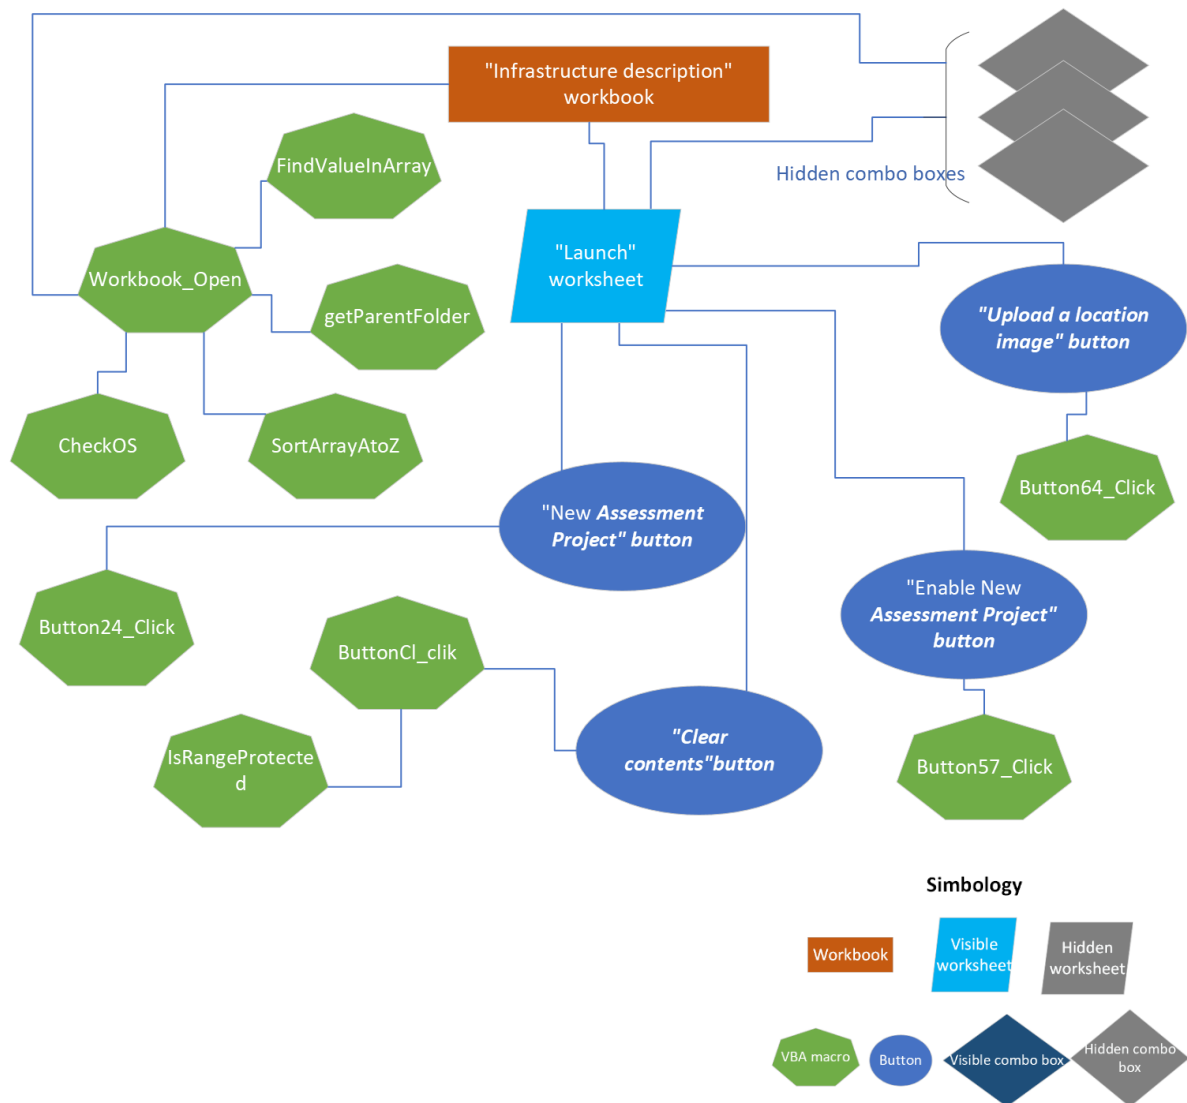 "Infrastructure description"
workbook
FindValueInArray
Hidden combo boxes
"Launch"
worksheet
Workbook_Open
getParentFolder
"Upload a location
image" button
CheckOS
SortArrayAtoZ
Button64_Click
"New Assessment
Project" button
"Enable New
Assessment Project"
button
Button24_Click
ButtonCl_clik
"Clear
contents"button
IsRangeProtecte
d
Button57_Click
Simbology
Workbook
Visible
worksheet
Hidden
worksheet
VBA macro
Button
Visible combo box
Hidden combo
box